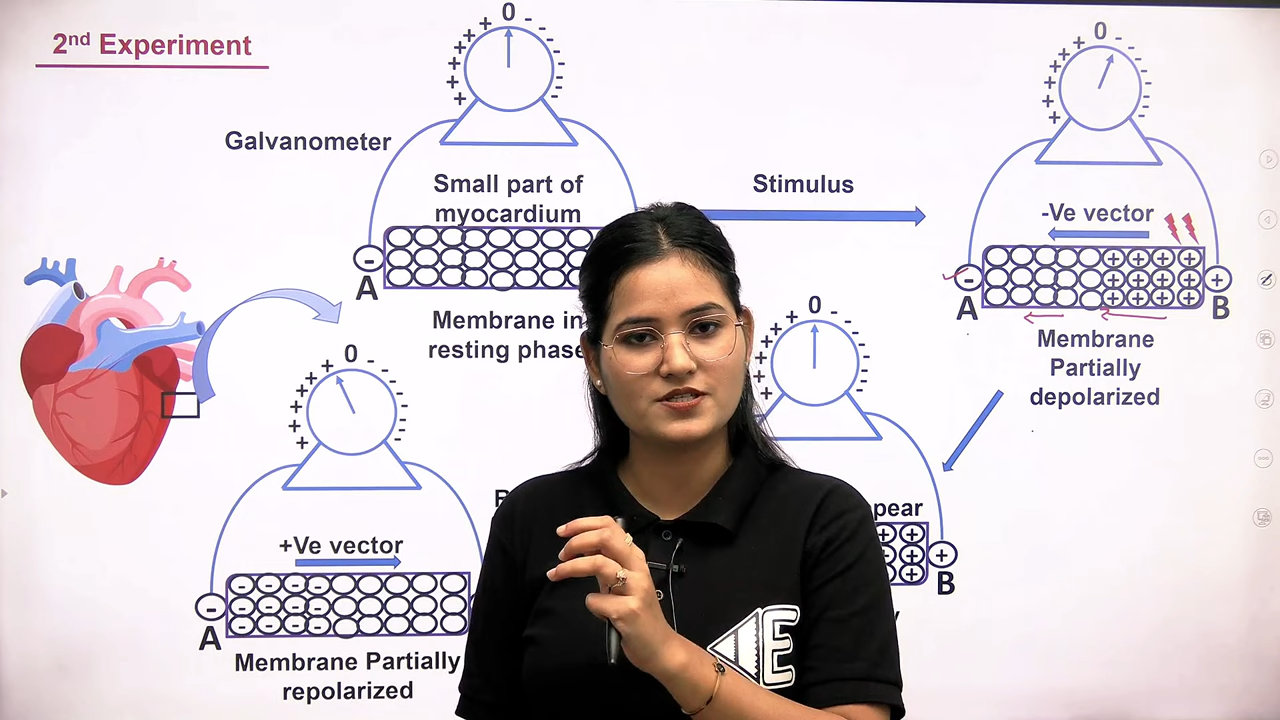 2nd Experiment
0
Galvanometer
Small part of
myocardium
-
A
Membrane in
resting phase
Stimulus
0
-Ve vector
-
A
+
B
Membrane
Partially
depolarized
0
+Ve vector
-
A
Membrane Partially
repolarized
0
pear
+
B
E